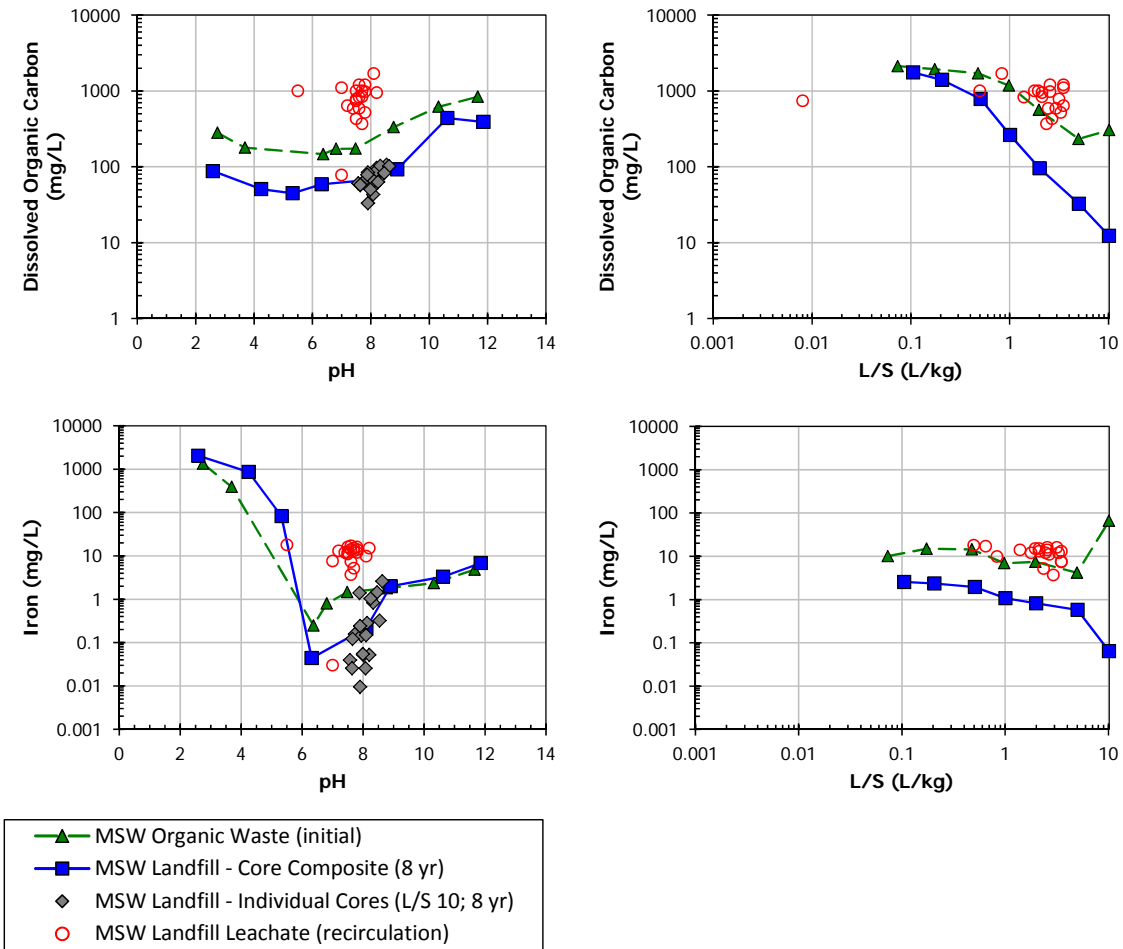 10000
1000
100
10
1
Dissolved Organic Carbon
(mg/L)
0 2 4 6 8 10 12 14
pH
10000
1000
100
10
1
Dissolved Organic Carbon
(mg/L)
0.001 0.01 0.1 1 10
L/S (L/kg)
10000
1000
100
10
1
0.1
0.01
0.001
Iron (mg/L)
0 2 4 6 8 10 12 14
pH
10000
1000
100
10
1
0.1
0.01
0.001
Iron (mg/L)
0.001 0.01 0.1 1 10
L/S (L/kg)
MSW Organic Waste (initial)
MSW Landfill - Core Composite (8 yr)
MSW Landfill - Individual Cores (L/S 10; 8 yr)
MSW Landfill Leachate (recirculation)